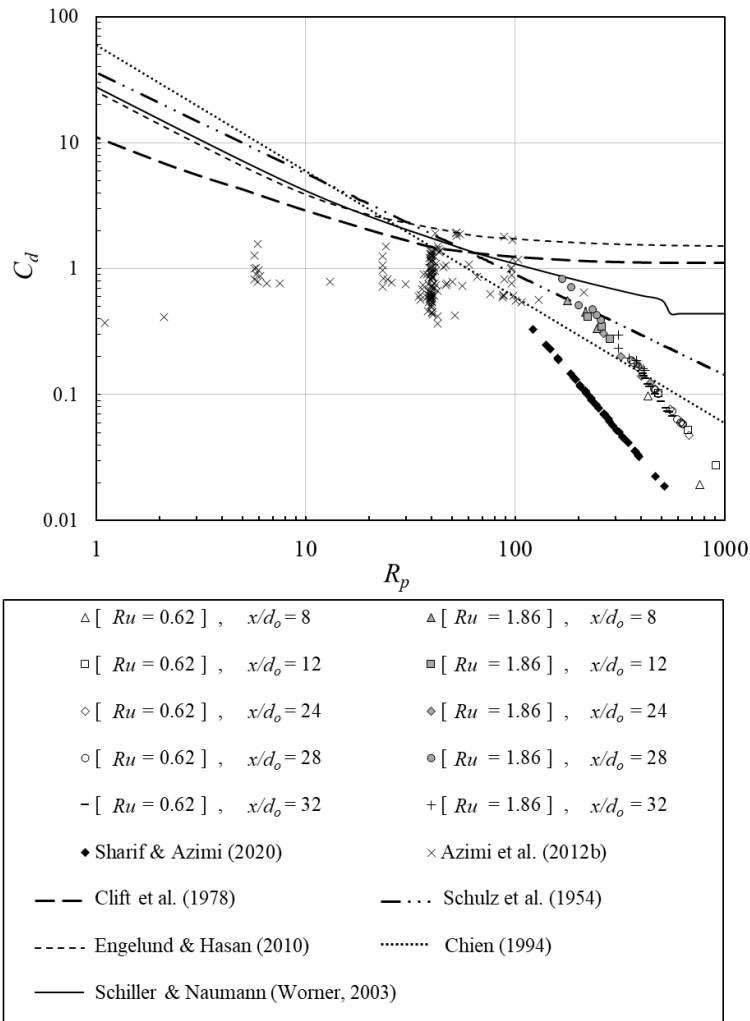 100
10
1
0.1
0.01
C_d
1
10
100
1000
R_p
[ Ru = 0.62 ] , x/d_o = 8
[ Ru = 1.86 ] , x/d_o = 8
[ Ru = 0.62 ] , x/d_o = 12
[ Ru = 1.86 ] , x/d_o = 12
[ Ru = 0.62 ] , x/d_o = 24
[ Ru = 1.86 ] , x/d_o = 24
[ Ru = 0.62 ] , x/d_o = 28
[ Ru = 1.86 ] , x/d_o = 28
[ Ru = 0.62 ] , x/d_o = 32
[ Ru = 1.86 ] , x/d_o = 32
Sharif & Azimi (2020)
Azimi et al. (2012b)
Clift et al. (1978)
Schulz et al. (1954)
Engelund & Hasan (2010)
Chien (1994)
Schiller & Naumann (Worner, 2003)